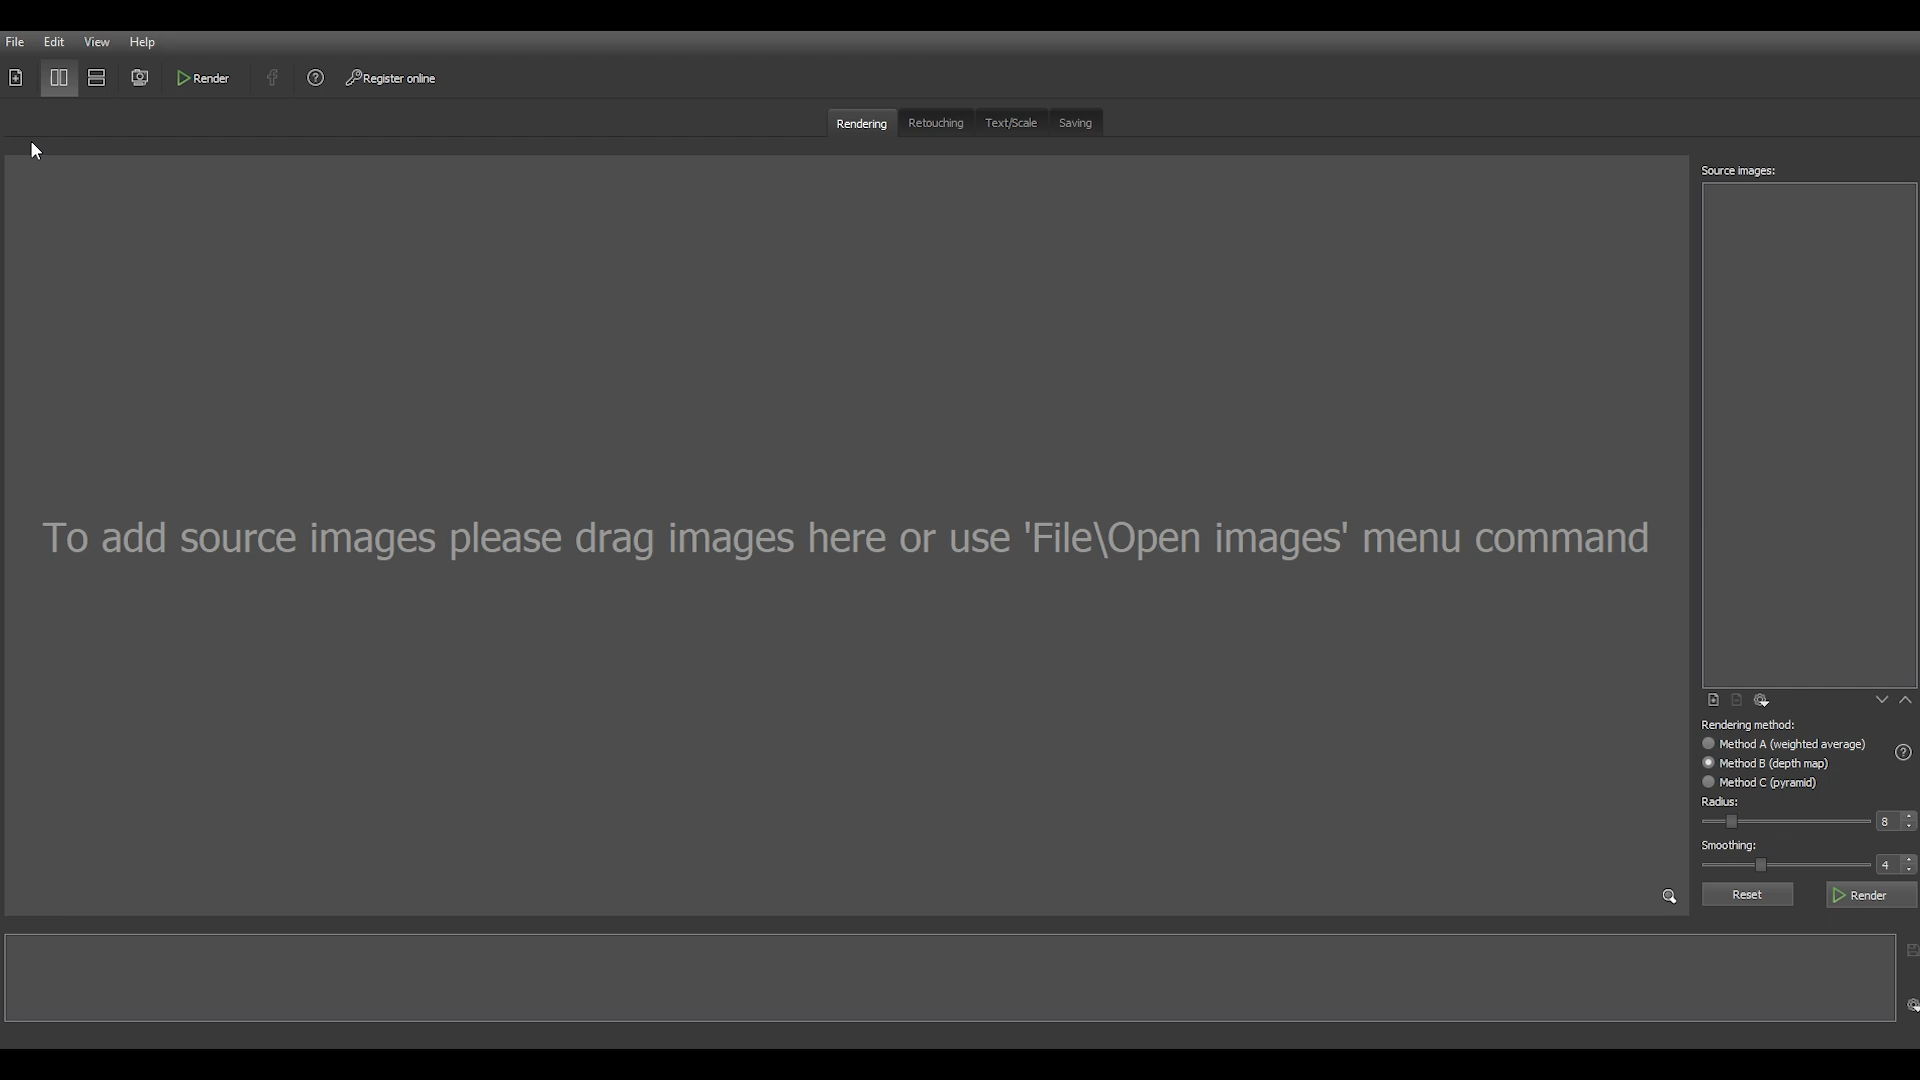 File Edit View Help
Render Register online
Rendering Retouching Text/Scale Saving
Source images:
To add source images please drag images here or use 'File\Open images' menu command
Rendering method:
Method A (weighted average)
Method B (depth map)
Method C (pyramid)
Radius:
8
Smoothing:
4
Reset Render